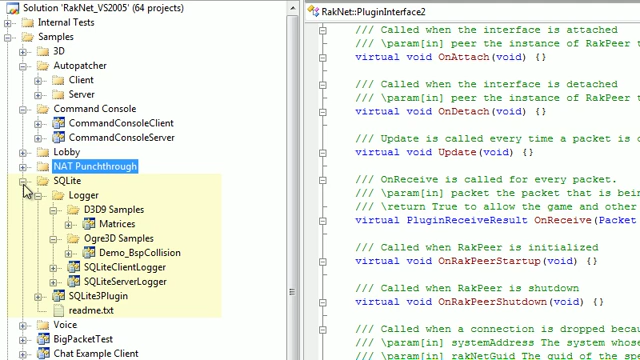 Solution 'RakNet_VS2005' (64 projects)
Internal Tests
Samples
3D
Autopatcher
Client
Server
Command Console
CommandConsoleClient
CommandConsoleServer
Lobby
NAT Punchthrough
SQLite
Logger
D3D9 Samples
Matrices
Ogre3D Samples
Demo_BspCollision
SQLiteClientLogger
SQLiteServerLogger
SQLite3Plugin
readme.txt
Voice
BigPacketTest
Chat Example Client
RakNet::PluginInterface2
/// Called when the interface is attached
/// \param[in] peer the instance of RakPeer t
virtual void OnAttach(void) {}
/// Called when the interface is detached
/// \param[in] peer the instance of RakPeer t
virtual void OnDetach(void) {}
/// Update is called every time a packet is c
virtual void Update(void) {}
/// OnReceive is called for every packet.
/// \param[in] packet the packet that is bein
/// \return True to allow the game and other
virtual PluginReceiveResult OnReceive(Packet
/// Called when RakPeer is initialized
virtual void OnRakPeerStartup(void) {}
/// Called when RakPeer is shutdown
virtual void OnRakPeerShutdown(void) {}
/// Called when a connection is dropped becau
/// \param[in] systemAddress The system whose
/// \param[in] rakNetGuid The guid of the